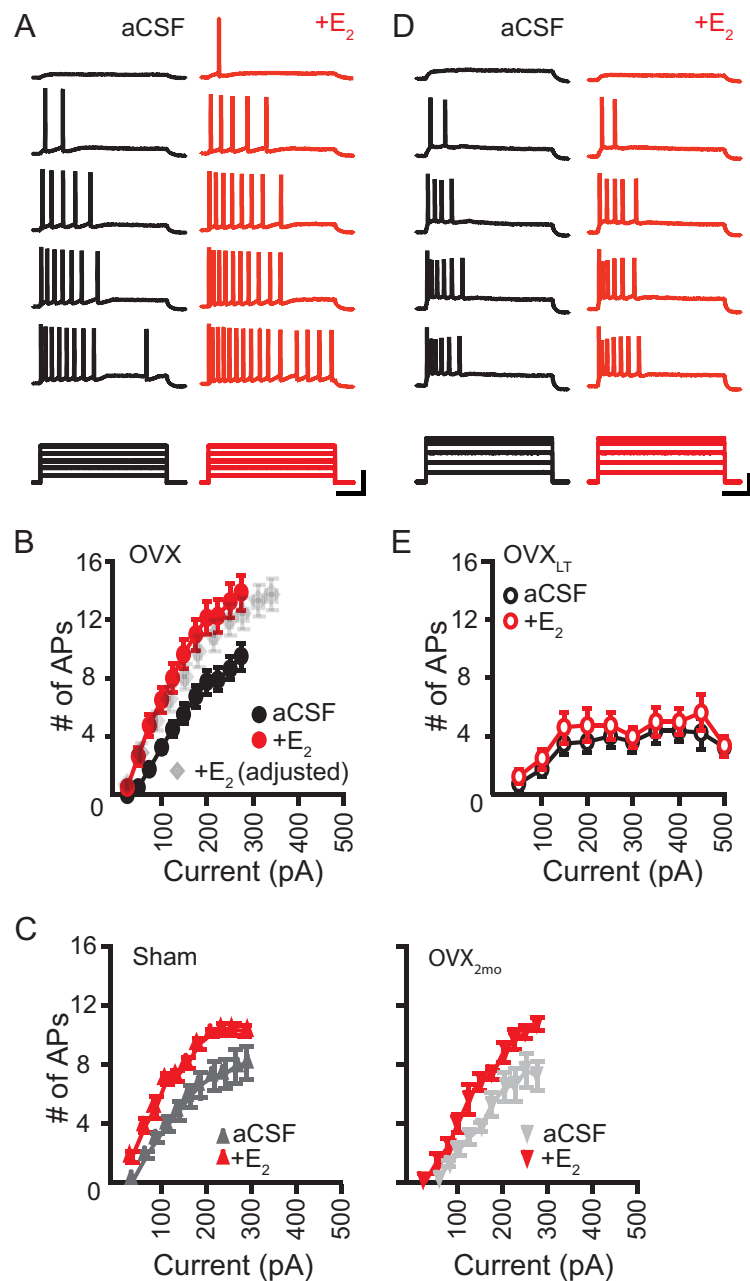 A
aCSF
+E2
D
aCSF
+E2
B
OVX
16
12
8
4
0
# of APs
aCSF
+E2
+E2 (adjusted)
100
200
300
400
500
Current (pA)
E
OVXLT
16
12
8
4
0
# of APs
aCSF
+E2
100
200
300
400
500
Current (pA)
C
Sham
16
12
8
4
0
# of APs
aCSF
+E2
100
200
300
400
500
Current (pA)
OVX2mo
aCSF
+E2
100
200
300
400
500
Current (pA)